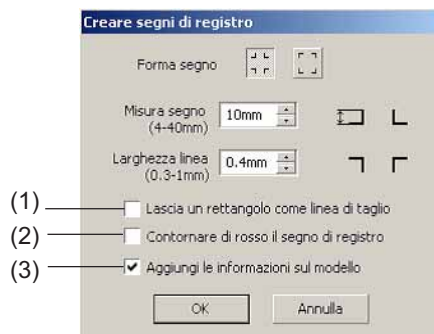 Creare segni di registro
Forma segno
Misura segno
(4-40mm)
10mm
Larghezza linea
(0.3-1mm)
0.4mm
(1) Lascia un rettangolo come linea di taglio
(2) Contornare di rosso il segno di registro
(3) Aggiungi le informazioni sul modello
OK Annulla